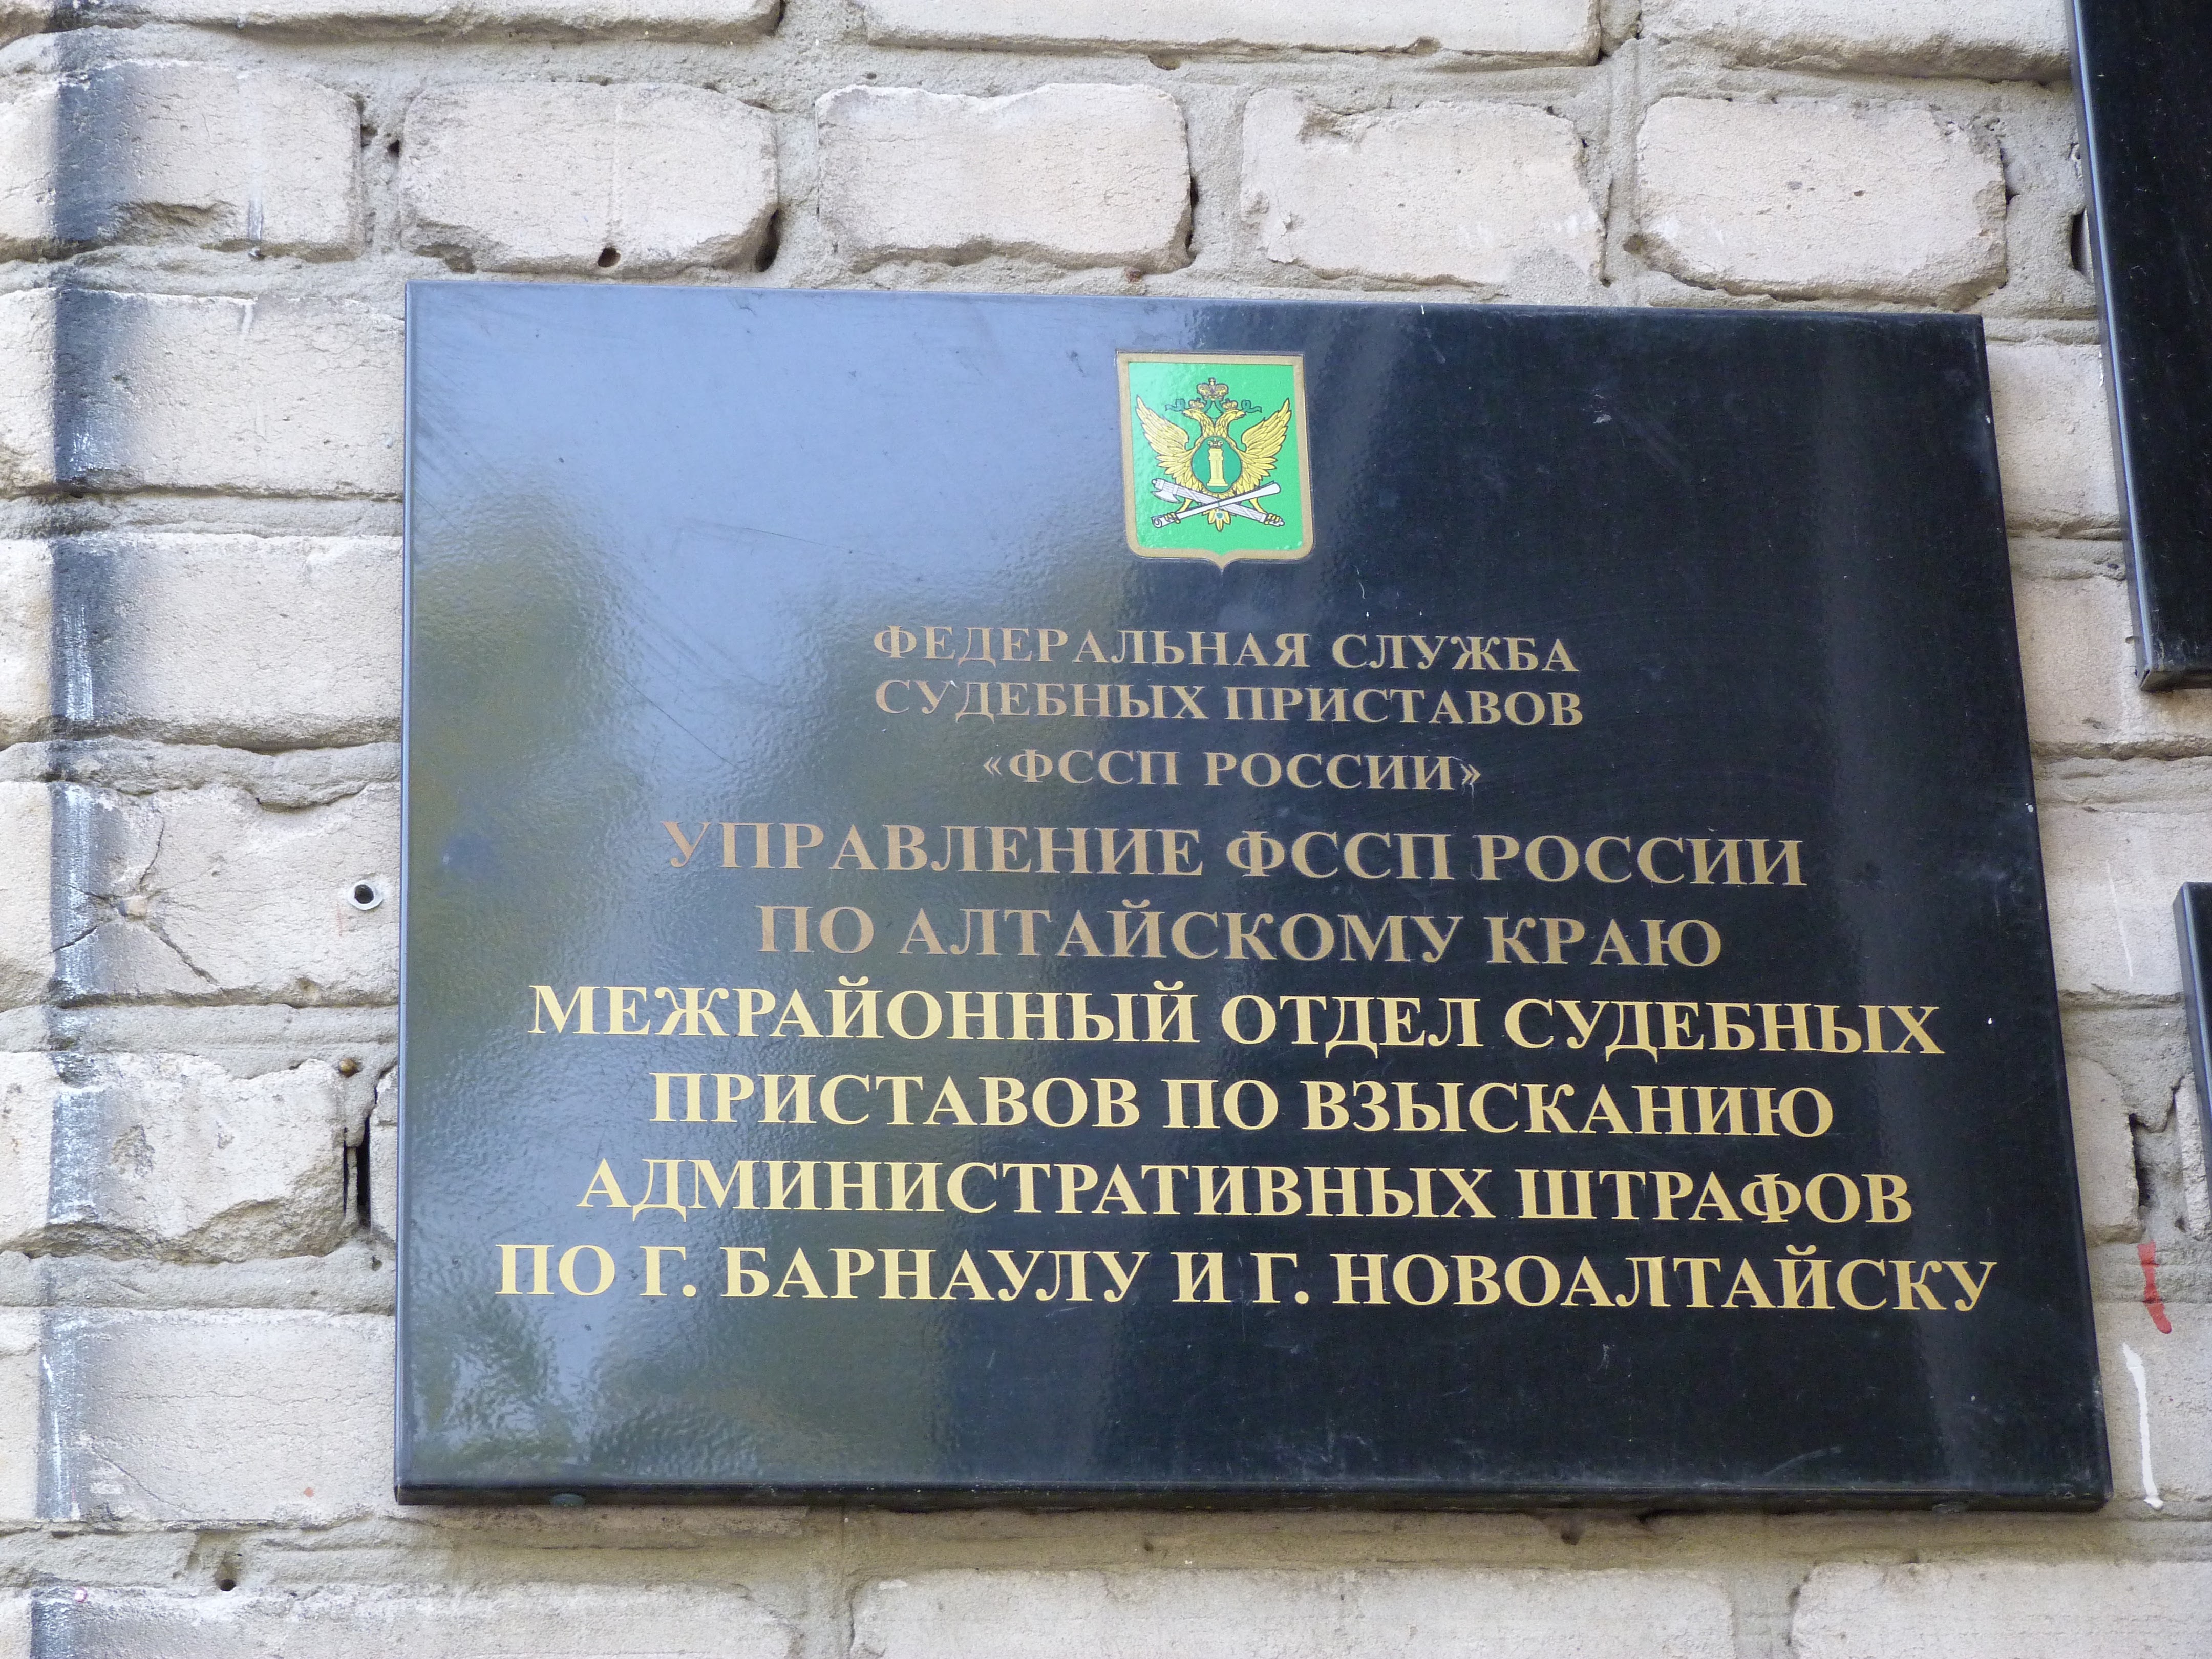 ФЕДЕРАЛЬНАЯ СЛУЖБА
СУДЕБНЫХ ПРИСТАВОВ
«ФССП РОССИИ»
УПРАВЛЕНИЕ ФССП РОССИИ
ПО АЛТАЙСКОМУ КРАЮ
МЕЖРАЙОННЫЙ ОТДЕЛ СУДЕБНЫХ
ПРИСТАВОВ ПО ВЗЫСКАНИЮ
АДМИНИСТРАТИВНЫХ ШТРАФОВ
ПО Г. БАРНАУЛУ И Г. НОВОАЛТАЙСКУ